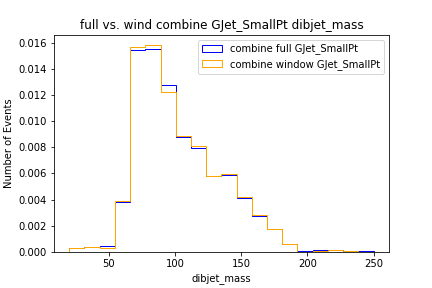 full vs. wind combine GJet_SmallPt dibjet_mass
combine full GJet_SmallPt
combine window GJet_SmallPt
Number of Events
0.016
0.014
0.012
0.010
0.008
0.006
0.004
0.002
0.000
50
100
150
200
250
dibjet_mass